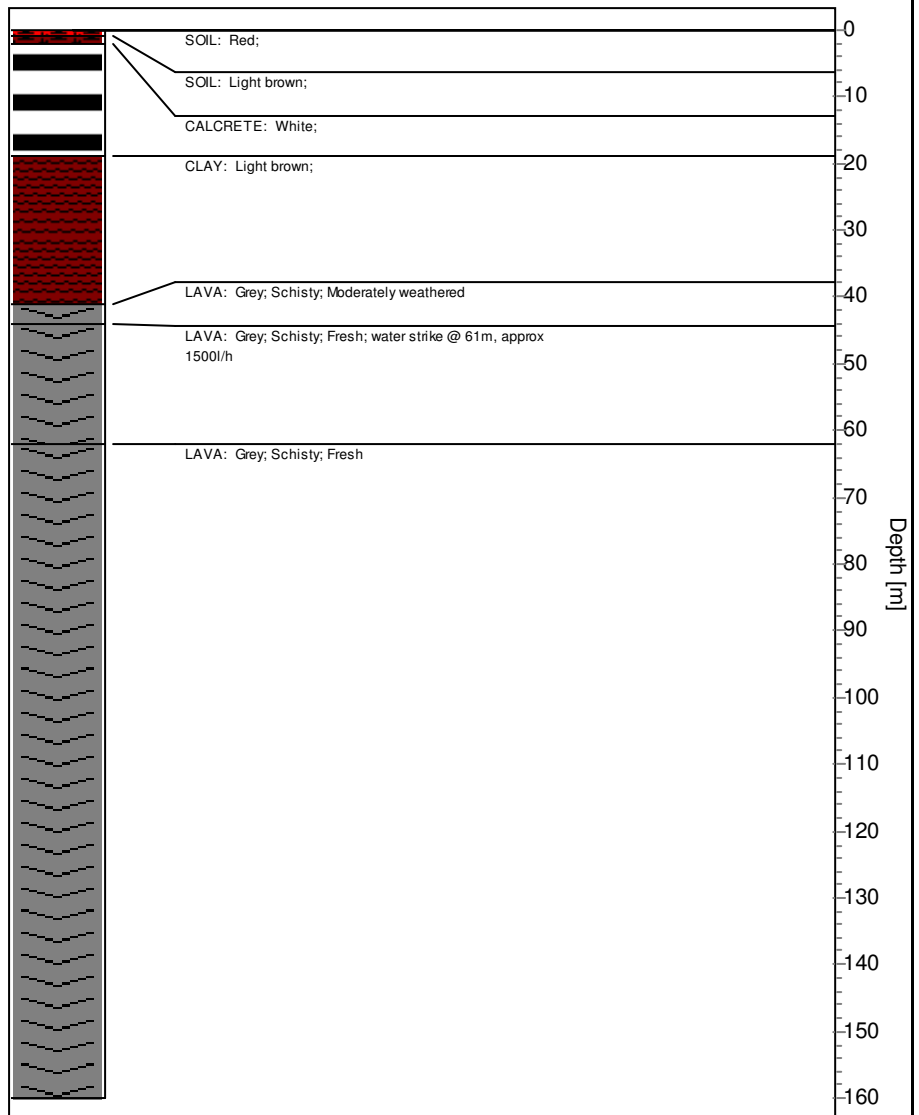 SOIL: Red;
SOIL: Light brown;
CALCRETE: White;
CLAY: Light brown;
LAVA: Grey; Schisty; Moderately weathered
LAVA: Grey; Schisty; Fresh; water strike @ 61m, approx
1500l/h
LAVA: Grey; Schisty; Fresh
0
10
20
30
40
50
60
70
80
90
100
110
120
130
140
150
160
Depth [m]